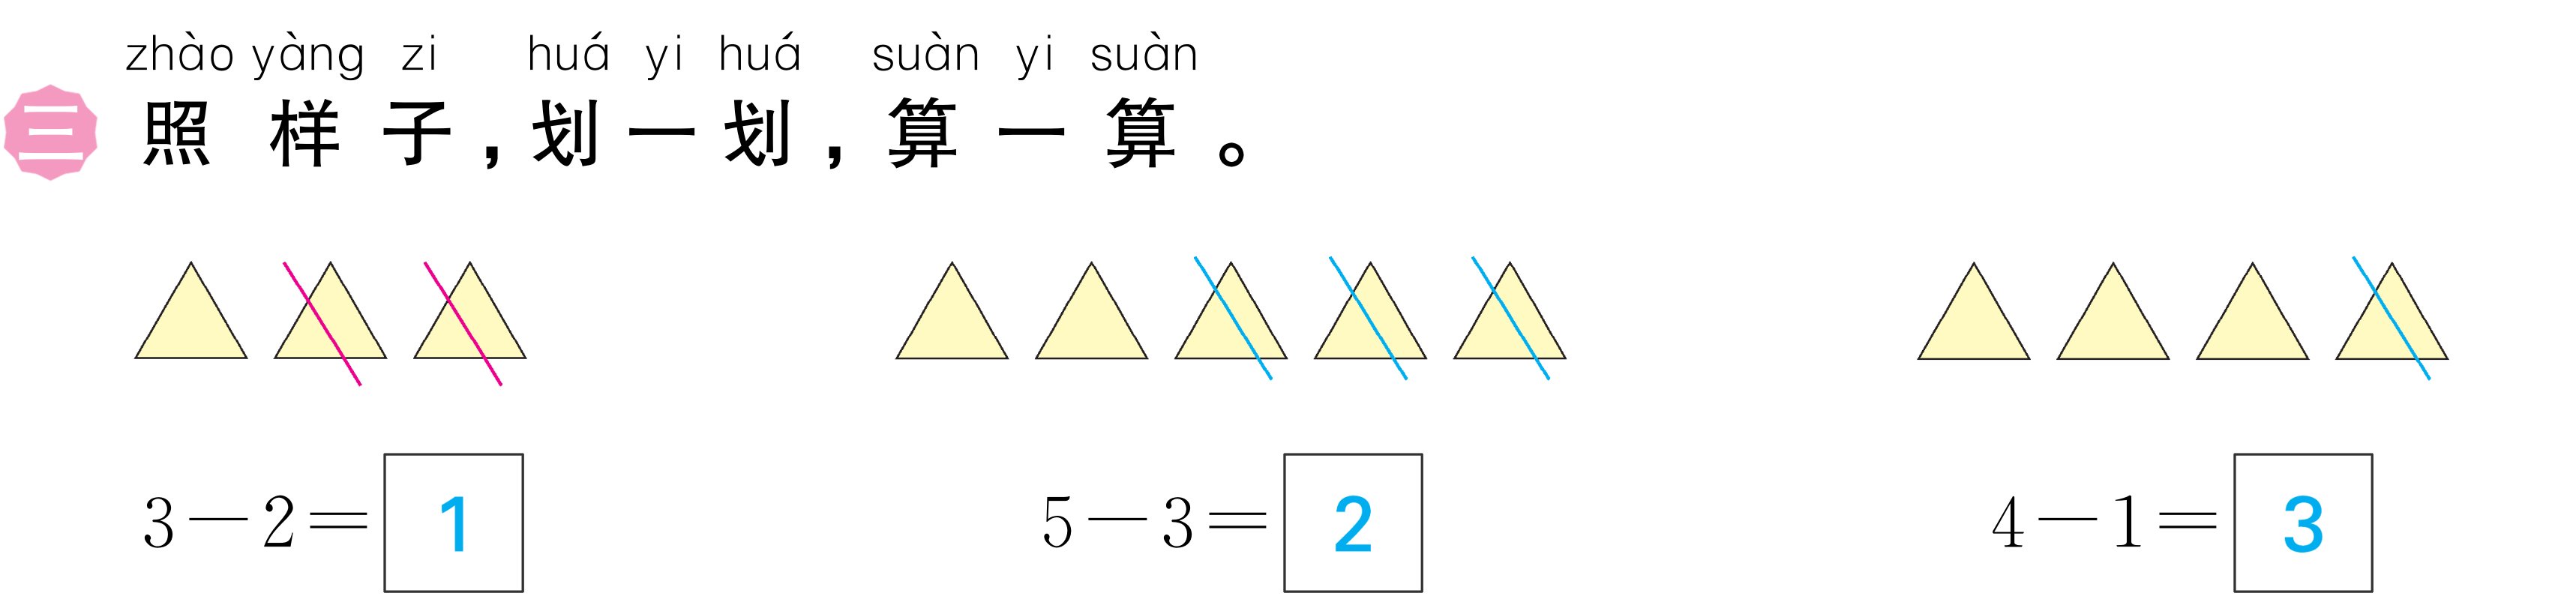 zhào yàng zi huá yi huá suàn yi suàn
三 照样子，划一划，算一算。
3－2＝1 5－3＝2 4－1＝3